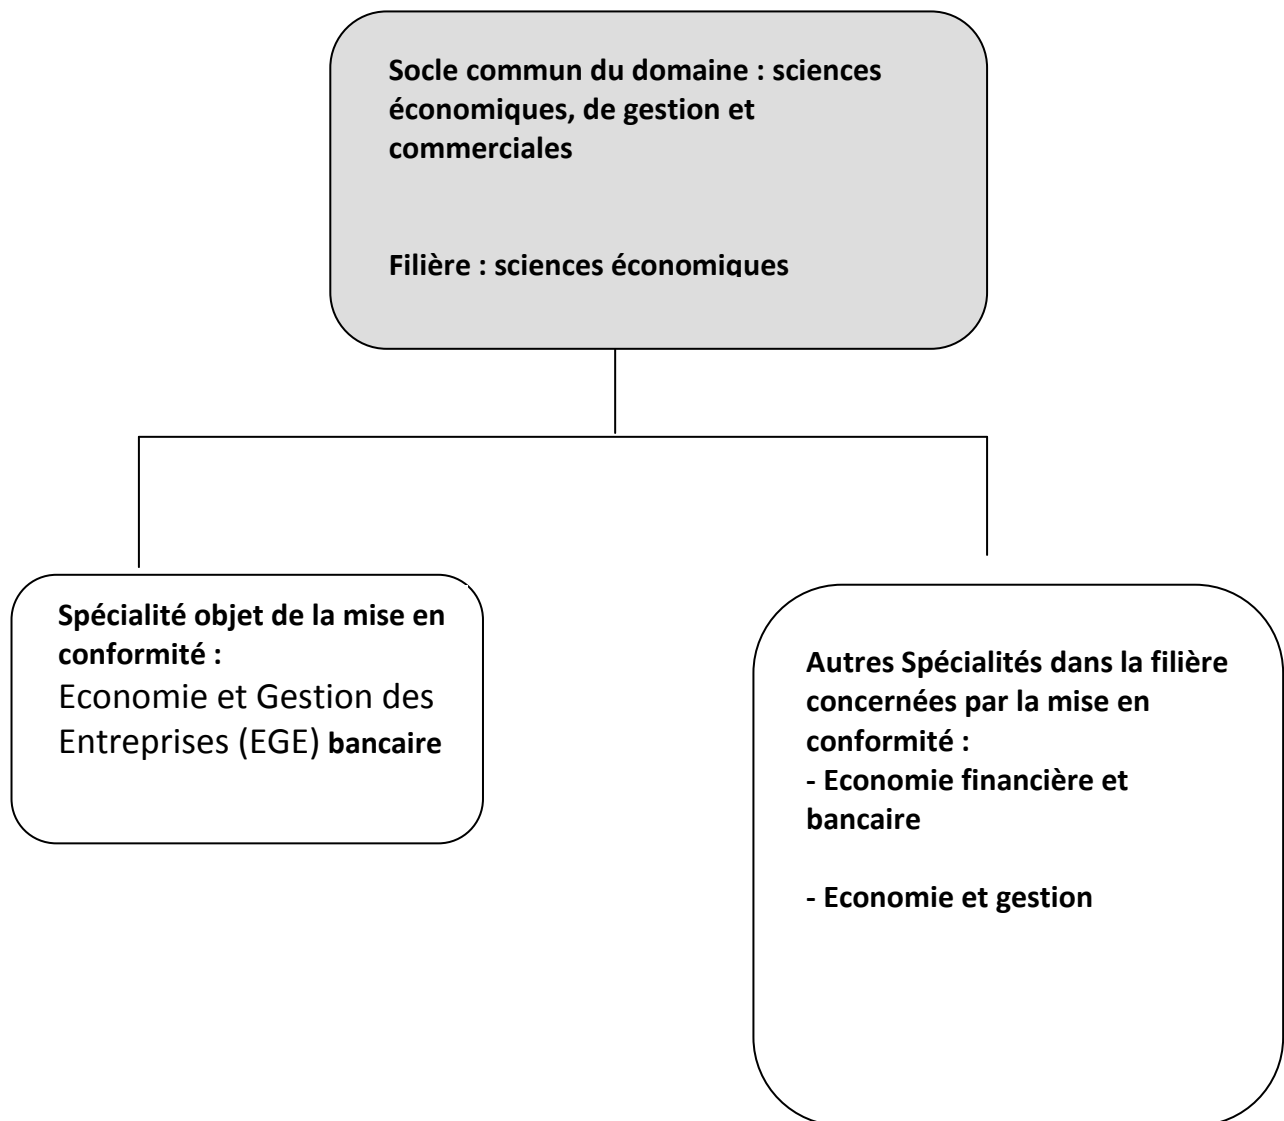 Socle commun du domaine : sciences
économiques, de gestion et
commerciales
Filière : sciences économiques
Spécialité objet de la mise en
conformité :
Economie et Gestion des
Entreprises (EGE) bancaire
Autres Spécialités dans la filière
concernées par la mise en
conformité :
- Economie financière et
bancaire
- Economie et gestion